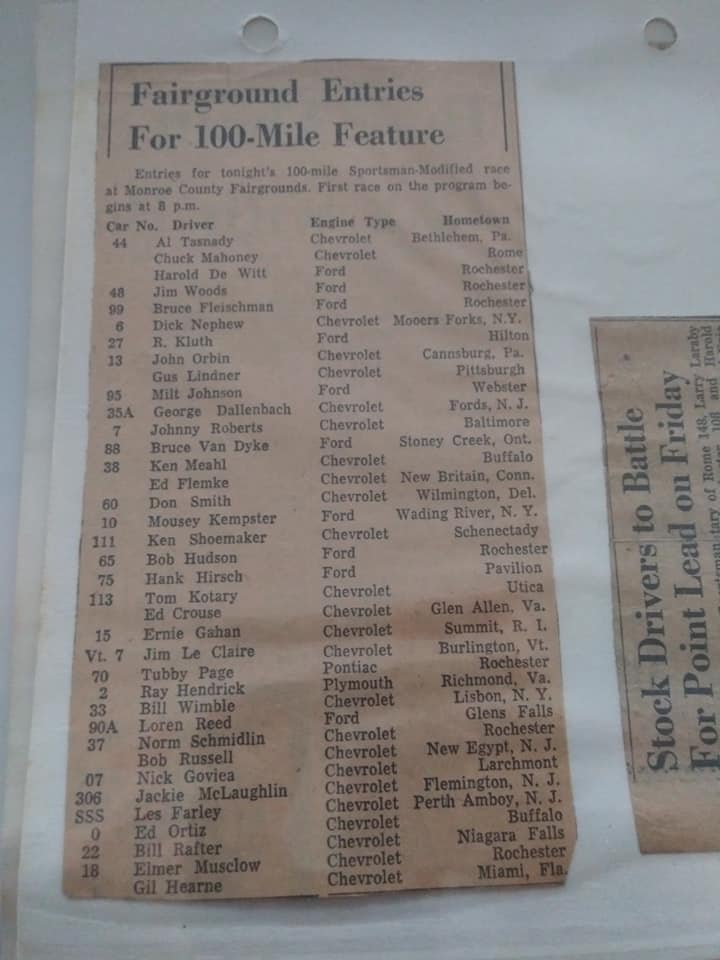 Fairground Entries
For 100-Mile Feature
Entries for tonight's 100-mile Sportsman-Modified race
at Monroe County Fairgrounds. First race on the program be-
gins at 8 p.m.
Car No. Driver Engine Type Hometown
44 Al Tasnady Chevrolet Bethlehem, Pa.
Chuck Mahoney Chevrolet Rome
Harold De Witt Ford Rochester
48 Jim Woods Ford Rochester
99 Bruce Fleischman Ford Rochester
6 Dick Nephew Chevrolet Mooers Forks, N.Y.
27 R. Kluth Ford Hilton
13 John Orbin Chevrolet Cannsburg, Pa.
Gus Lindner Chevrolet Pittsburgh
95 Milt Johnson Ford Webster
35A George Dallenbach Chevrolet Fords, N. J.
7 Johnny Roberts Chevrolet Baltimore
88 Bruce Van Dyke Ford Stoney Creek, Ont.
38 Ken Meahl Chevrolet Buffalo
Ed Flemke Chevrolet New Britain, Conn.
60 Don Smith Chevrolet Wilmington, Del.
10 Mousey Kempster Ford Wading River, N. Y.
111 Ken Shoemaker Chevrolet Schenectady
65 Bob Hudson Ford Rochester
75 Hank Hirsch Ford Pavilion
113 Tom Kotary Chevrolet Utica
Ed Crouse Chevrolet Glen Allen, Va.
15 Ernie Gahan Chevrolet Summit, R. I.
Vt. 7 Jim Le Claire Chevrolet Burlington, Vt.
70 Tubby Page Pontiac Rochester
2 Ray Hendrick Plymouth Richmond, Va.
33 Bill Wimble Chevrolet Lisbon, N. Y.
90A Loren Reed Ford Glens Falls
37 Norm Schmidlin Chevrolet Rochester
Bob Russell Chevrolet New Egypt, N. J.
07 Nick Goviea Chevrolet Larchmont
306 Jackie McLaughlin Chevrolet Flemington, N. J.
SSS Les Farley Chevrolet Perth Amboy, N. J.
0 Ed Ortiz Chevrolet Buffalo
22 Bill Rafter Chevrolet Niagara Falls
18 Elmer Musclow Chevrolet Rochester
Gil Hearne Chevrolet Miami, Fla.
Stock Drivers to Battle
For Point Lead on Friday
tary of Rome 148, Larry Laraby
and Harold